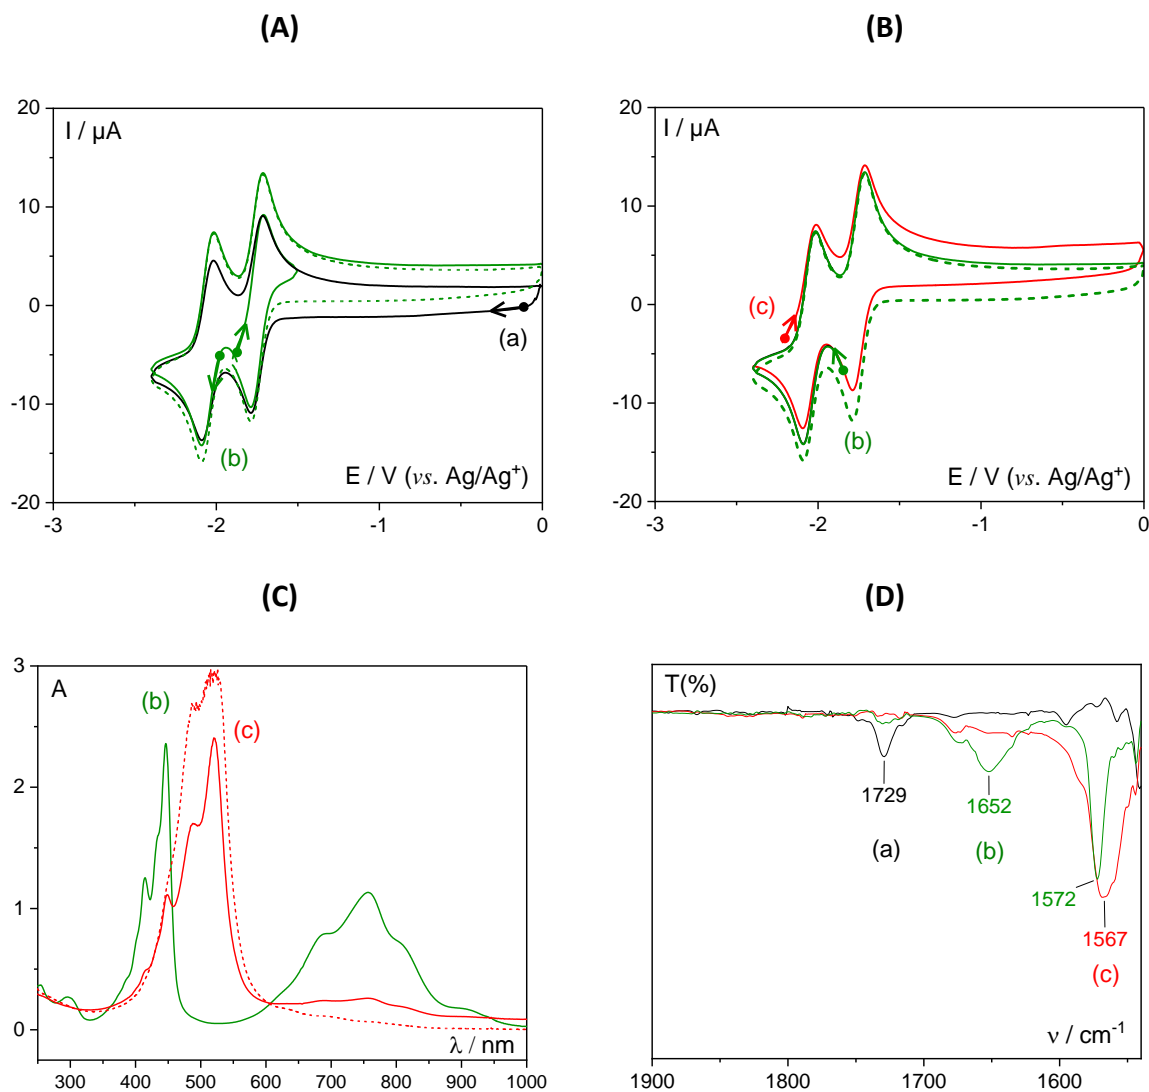 (A)
(B)
20
10
0
-10
-20
I / µA
(a)
(b)
E / V (vs. Ag/Ag+)
-3
-2
-1
0
20
10
0
-10
-20
I / µA
(c)
(b)
E / V (vs. Ag/Ag+)
-3
-2
-1
0
(C)
(D)
3
2
1
0
A
(b)
(c)
λ / nm
300
400
500
600
700
800
900
1000
T(%)
1729
1652
(a)
(b)
1572
1567
(c)
ν / cm-1
1900
1800
1700
1600